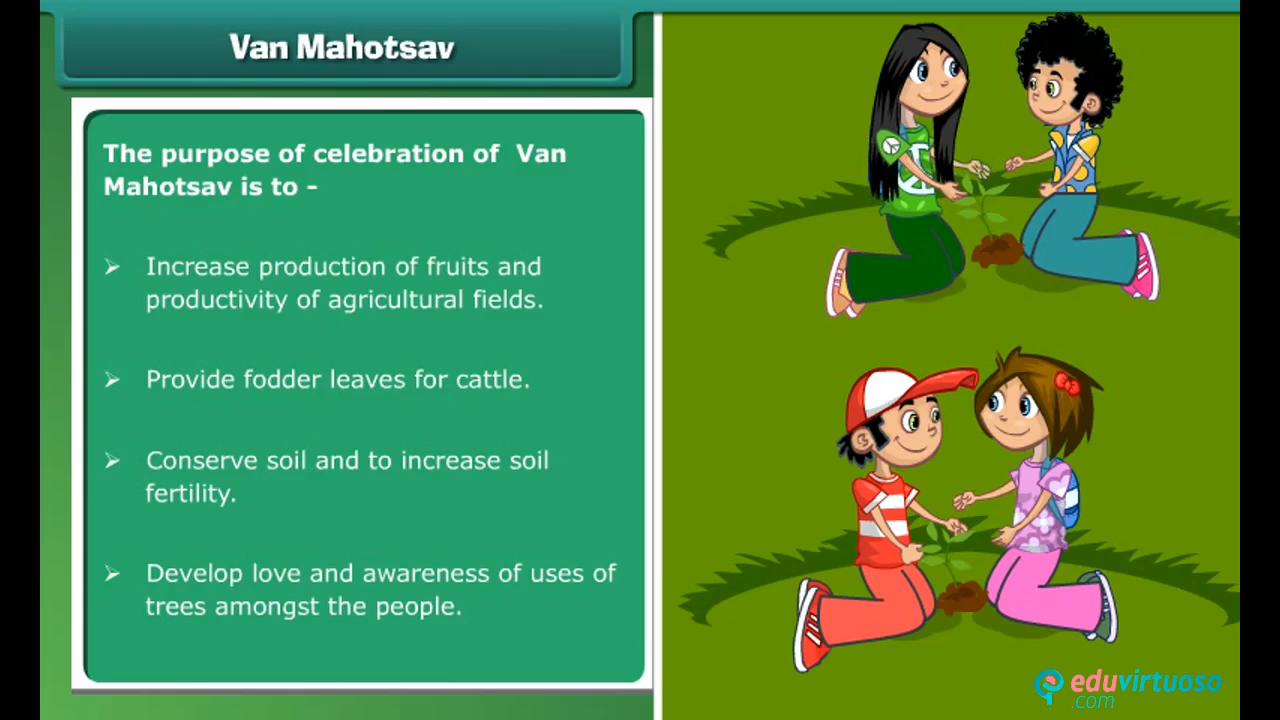 Van Mahotsav
The purpose of celebration of Van
Mahotsav is to -
➢ Increase production of fruits and
productivity of agricultural fields.
➢ Provide fodder leaves for cattle.
➢ Conserve soil and to increase soil
fertility.
➢ Develop love and awareness of uses of
trees amongst the people.
eduvirtuoso
.com